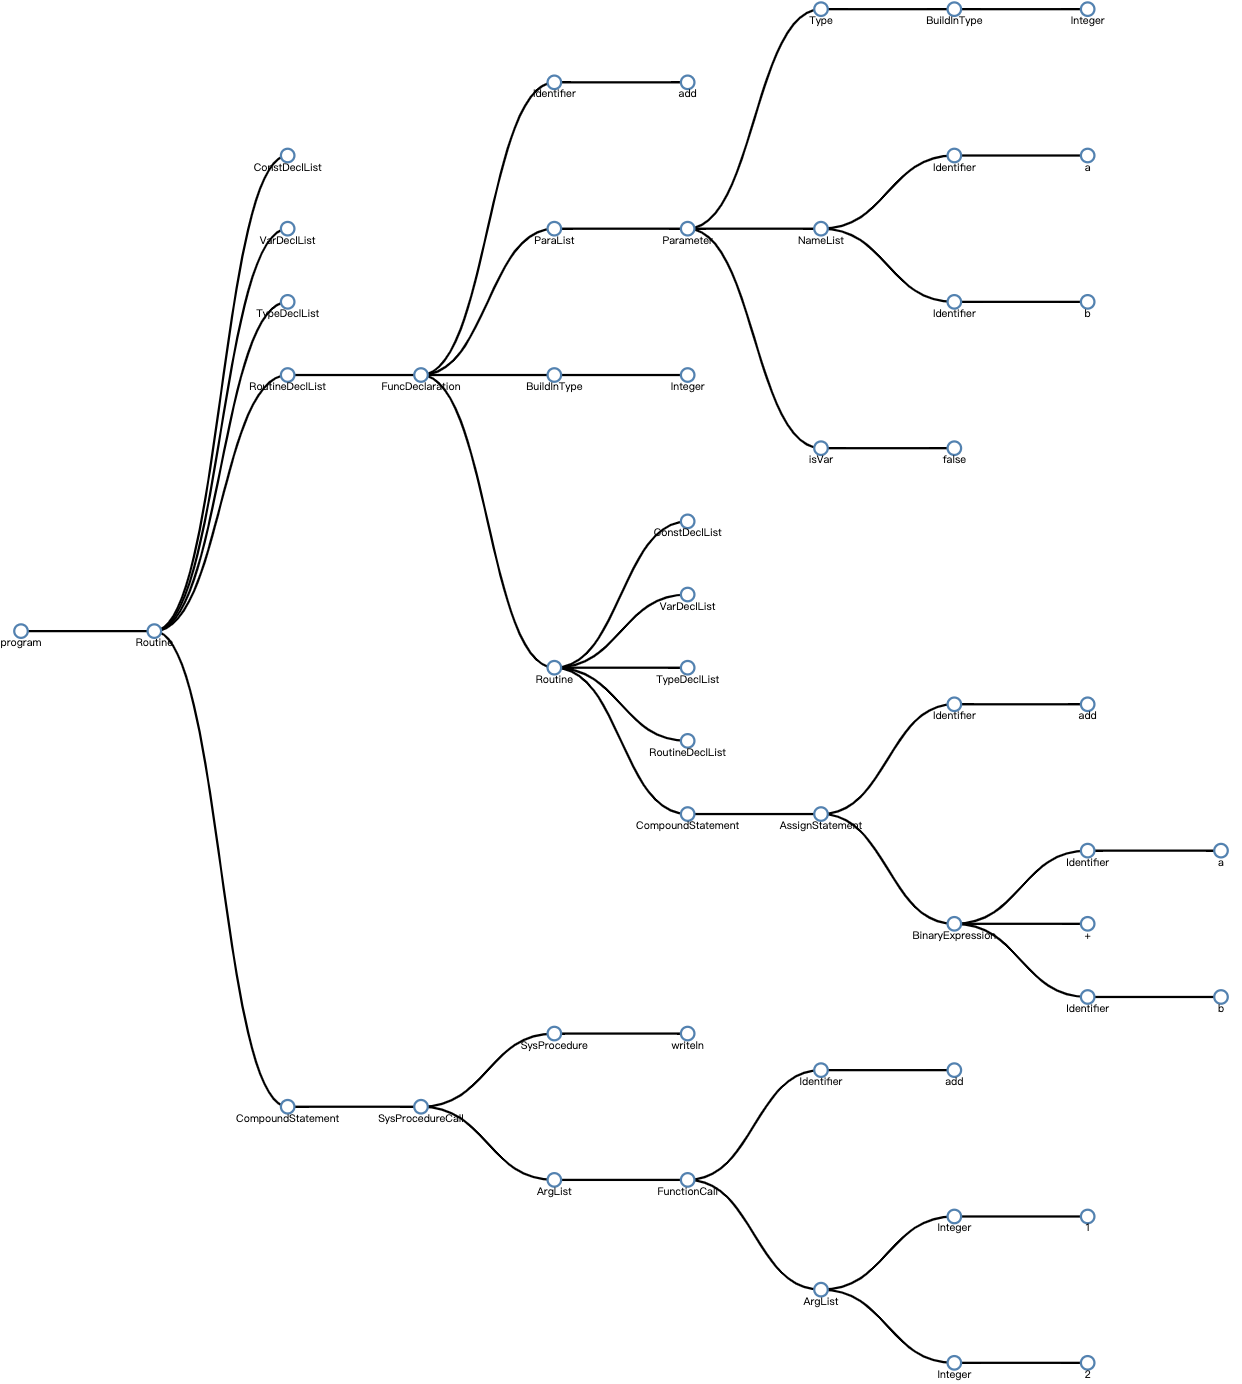 Type BuildInType Integer
Identifier add
ConstDeclList Identifier a
VarDeclList ParaList Parameter NameList
TypeDeclList Identifier b
RoutineDeclList FuncDeclaration BuildInType Integer
isVar false
ConstDeclList
VarDeclList
program Routine
Routine TypeDeclList
Identifier add
RoutineDeclList
CompoundStatement AssignStatement
Identifier a
BinaryExpression +
Identifier b
SysProcedure writeln
Identifier add
CompoundStatement SysProcedureCall
ArgList FunctionCall
Integer 1
ArgList
Integer 2